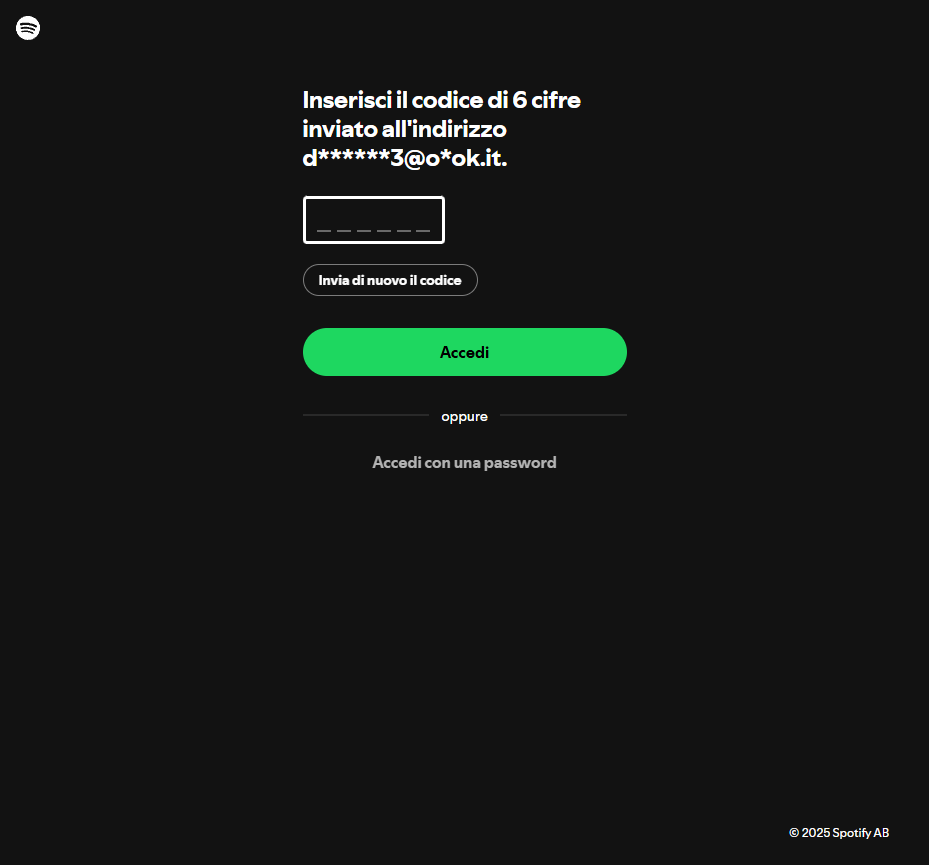 Inserisci il codice di 6 cifre
inviato all'indirizzo
d******3@o*ok.it.
Invia di nuovo il codice
Accedi
oppure
Accedi con una password
© 2025 Spotify AB